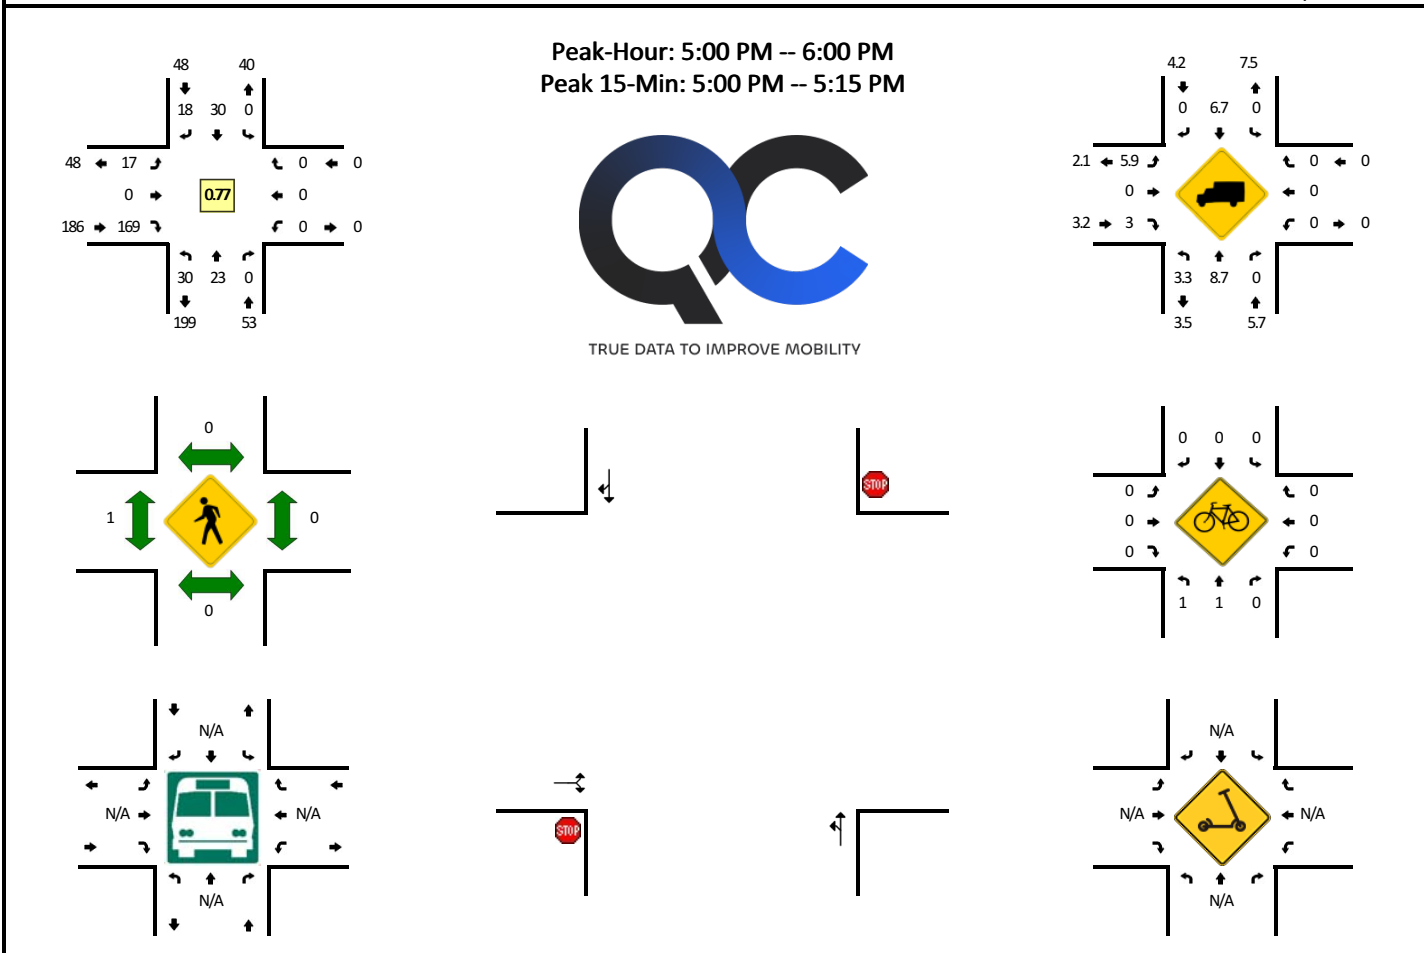 Peak-Hour: 5:00 PM -- 6:00 PM
Peak 15-Min: 5:00 PM -- 5:15 PM
48 40
18 30 0
48 17 0 0
0 0.77 0
186 169 0 0
30 23 0
199 53
QC
TRUE DATA TO IMPROVE MOBILITY
4.2 7.5
0 6.7 0
2.1 5.9 0 0
0 0
3.2 3 0 0
3.3 8.7 0
3.5 5.7
0
1 0
0
STOP
STOP
0 0 0
0 0
0 0
0 0
1 1 0
N/A
N/A N/A
N/A
N/A
N/A N/A
N/A